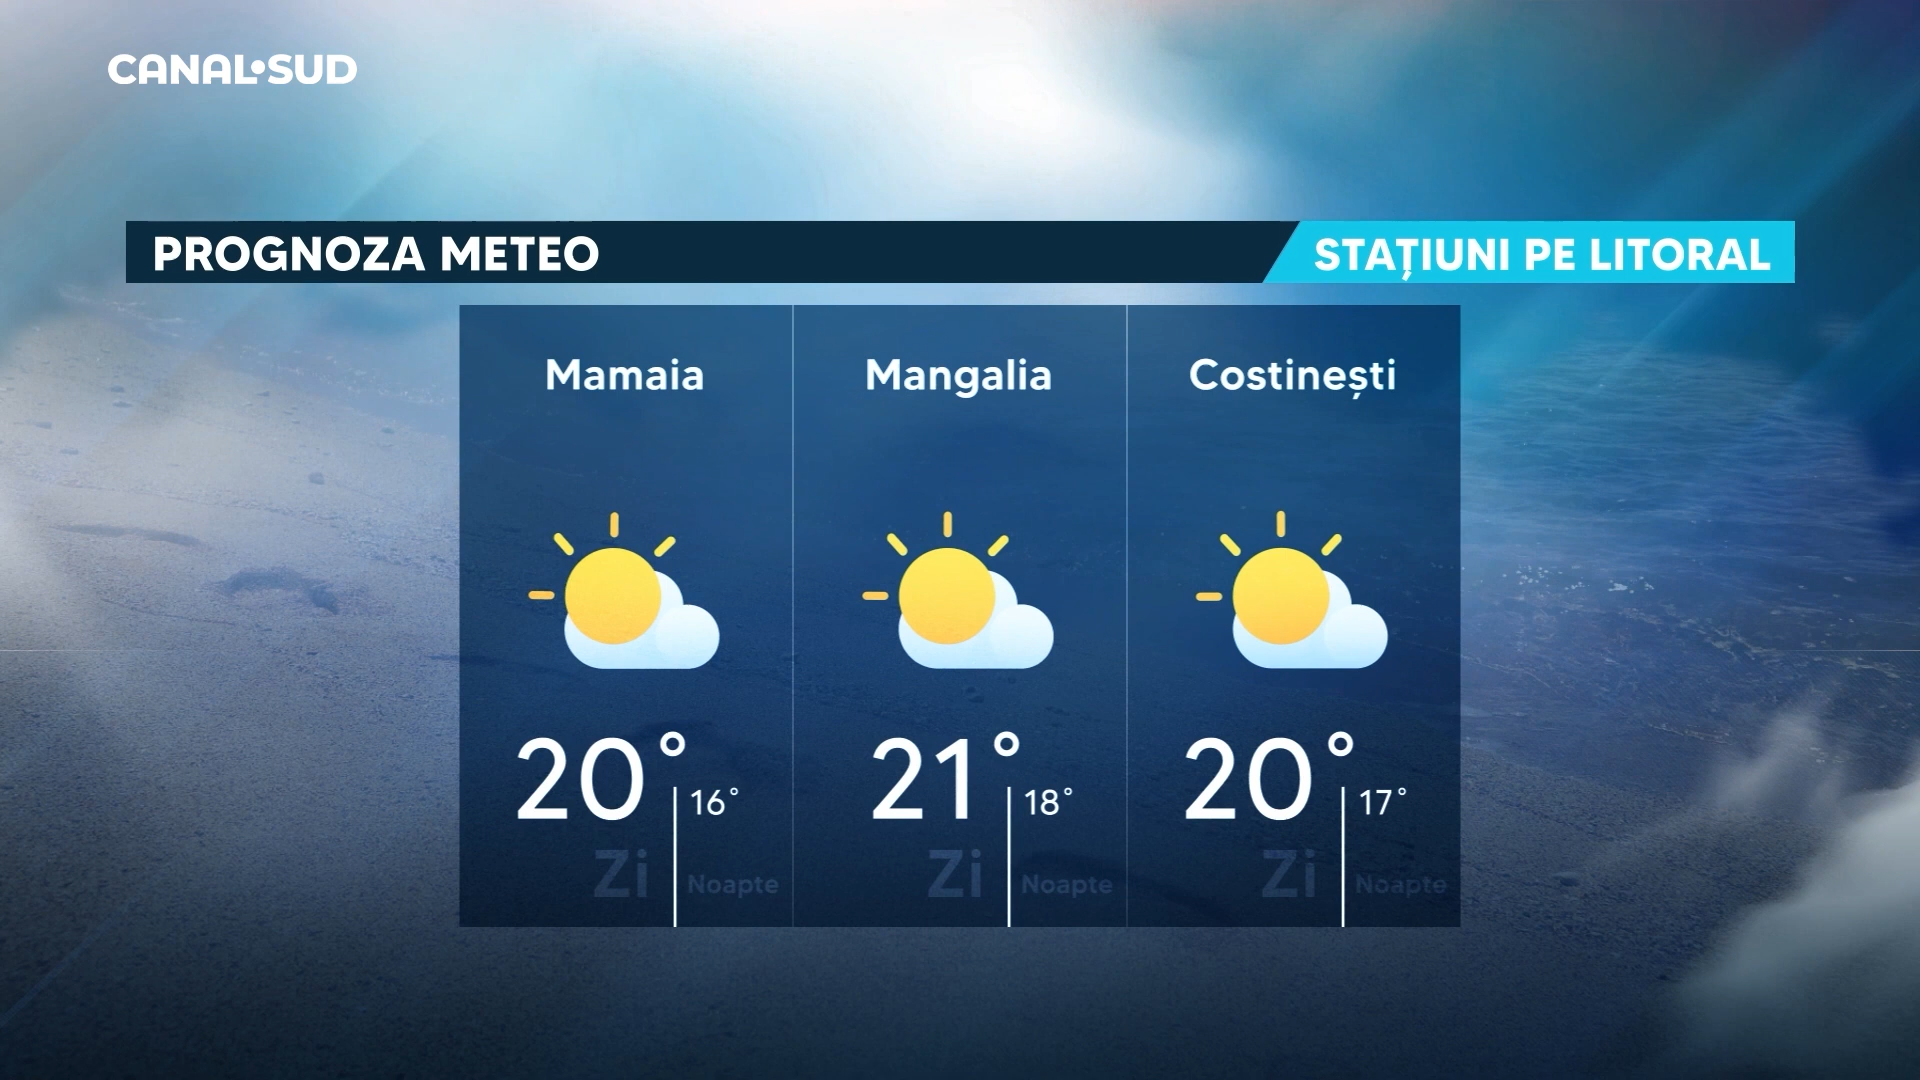 CANAL•SUD
PROGNOZA METEO
STAȚIUNI PE LITORAL
Mamaia
20° 16°
Zi Noapte
Mangalia
21° 18°
Zi Noapte
Costinești
20° 17°
Zi Noapte